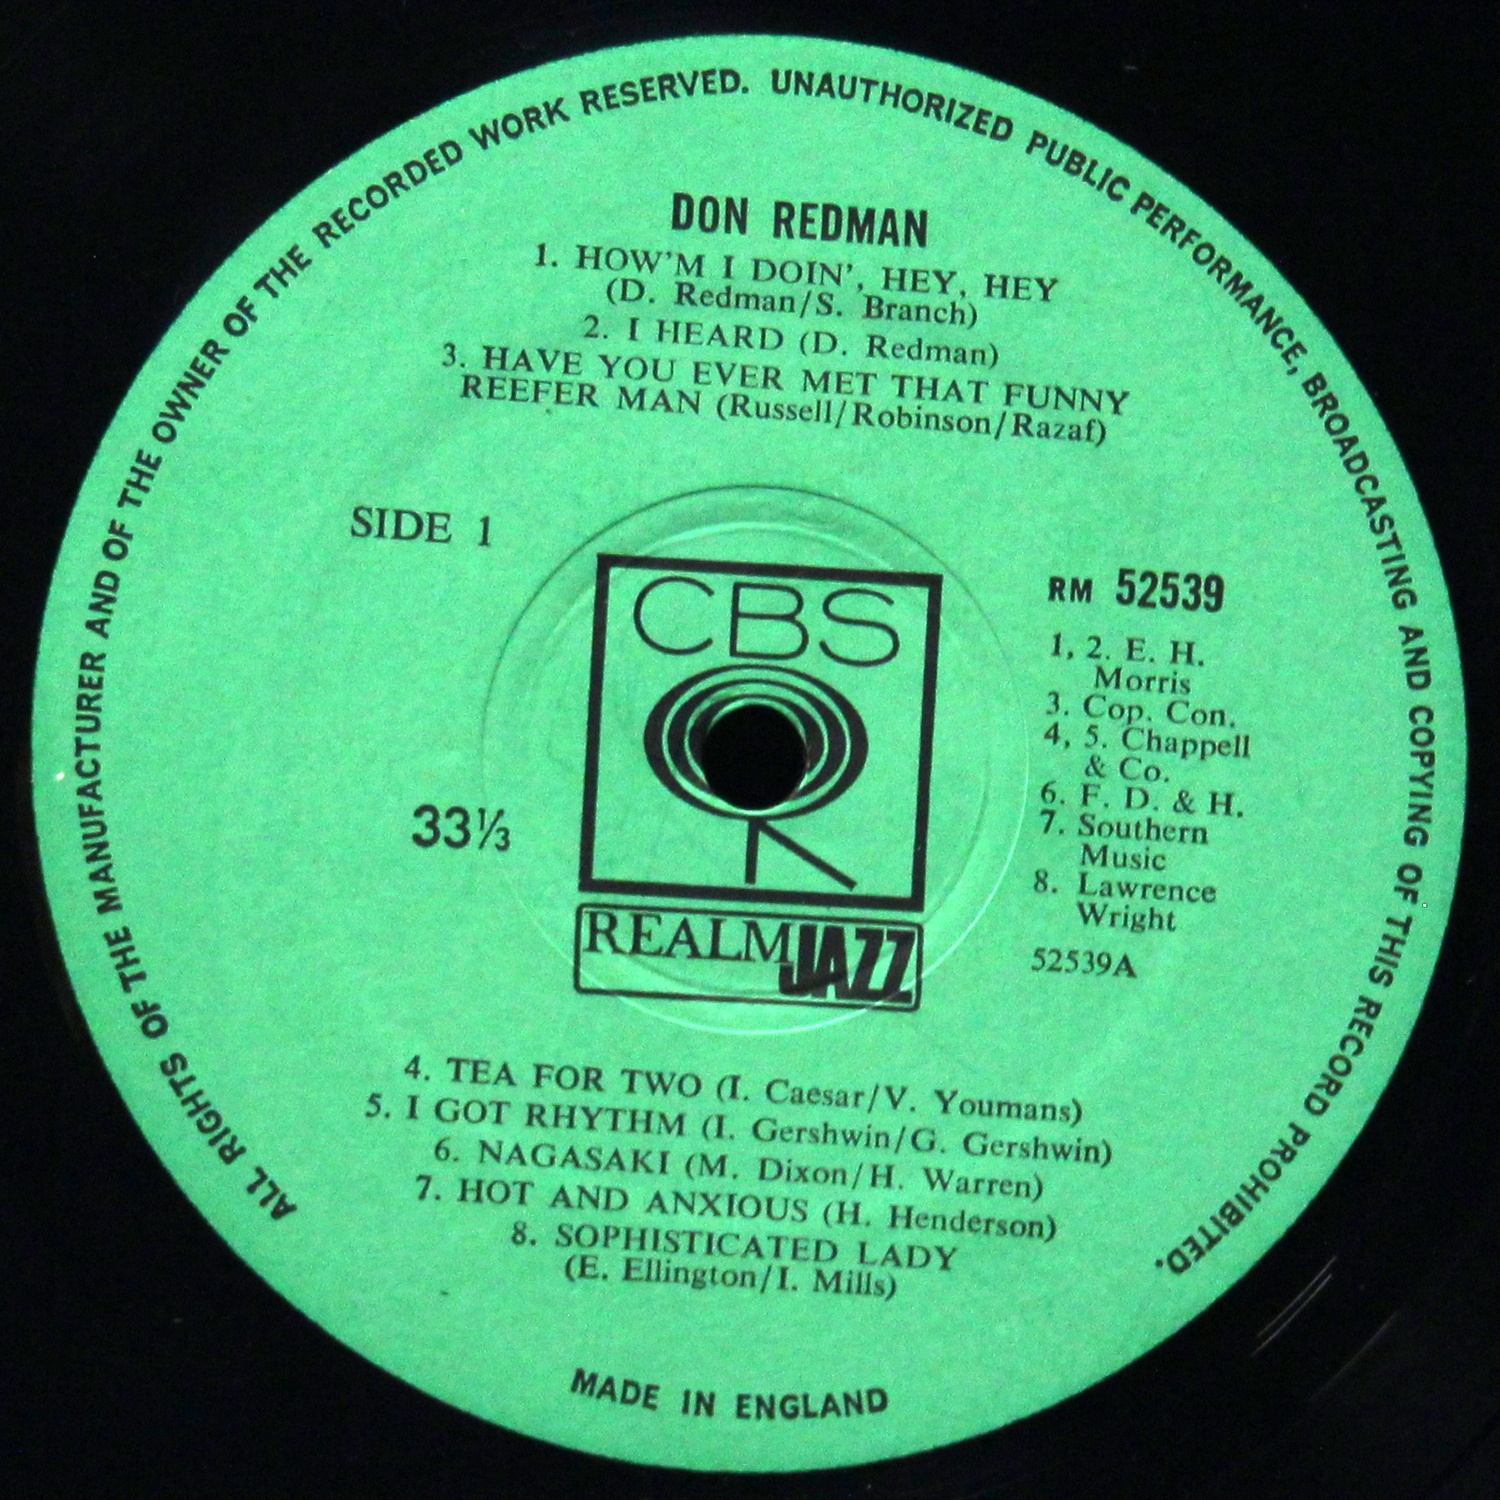 ALL RIGHTS OF THE MANUFACTURER AND OF THE OWNER OF THE RECORDED WORK RESERVED. UNAUTHORIZED PUBLIC PERFORMANCE, BROADCASTING AND COPYING OF THIS RECORD PROHIBITED.
DON REDMAN
1. HOW'M I DOIN', HEY, HEY
(D. Redman/S. Branch)
2. I HEARD (D. Redman)
3. HAVE YOU EVER MET THAT FUNNY
REEFER MAN (Russell/Robinson/Razaf)
SIDE 1
33⅓
CBS
R
REALM JAZZ
RM 52539
1, 2. E. H.
Morris
3. Cop. Con.
4, 5. Chappell
& Co.
6. F. D. & H.
7. Southern
Music
8. Lawrence
Wright
52539A
4. TEA FOR TWO (I. Caesar/V. Youmans)
5. I GOT RHYTHM (I. Gershwin/G. Gershwin)
6. NAGASAKI (M. Dixon/H. Warren)
7. HOT AND ANXIOUS (H. Henderson)
8. SOPHISTICATED LADY
(E. Ellington/I. Mills)
MADE IN ENGLAND